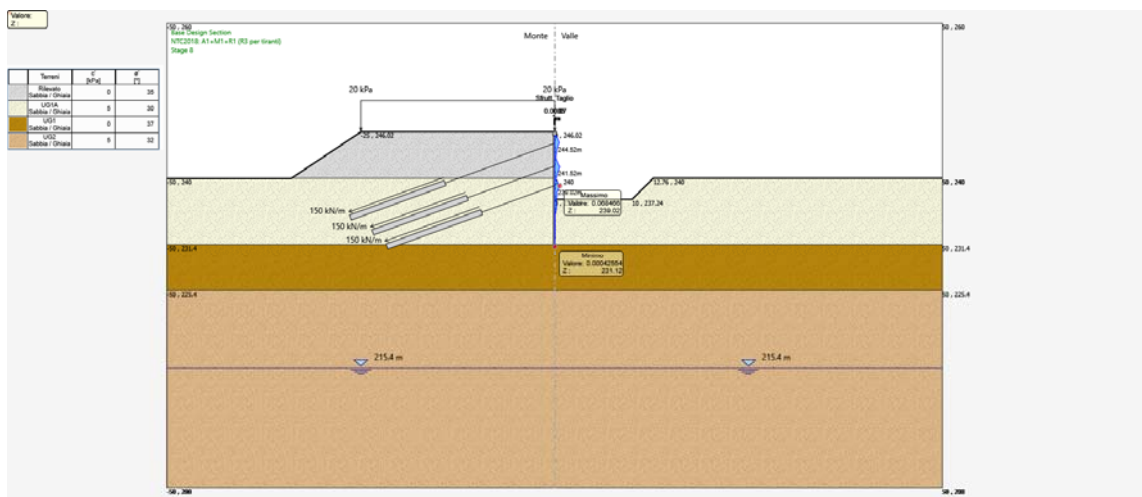 Valore:
Z :
-50 , 260
50 , 260
Base Design Section
NTC2018: A1+M1+R1 (R3 per tiranti)
Stage 8
Monte
Valle
Terreni
c'
[kPa]
[°]
Rilevato
Sabbia / Ghiaia
0
35
UG1A
Sabbia / Ghiaia
5
30
UG1
Sabbia / Ghiaia
0
37
UG2
Sabbia / Ghiaia
5
32
20 kPa
20 kPa
Sfrutt. Taglio
-25 , 246.02
, 246.02
244.52m
241.52m
-50 , 240
, 240
12.76 , 240
50 , 240
Massimo
Valore: 0.068466
Z : 239.02
10 , 237.24
150 kN/m
150 kN/m
150 kN/m
-50 , 231.4
50 , 231.4
Minimo
Valore: 0.00042554
Z : 231.12
-50 , 225.4
50 , 225.4
215.4 m
215.4 m
-50 , 200
50 , 200